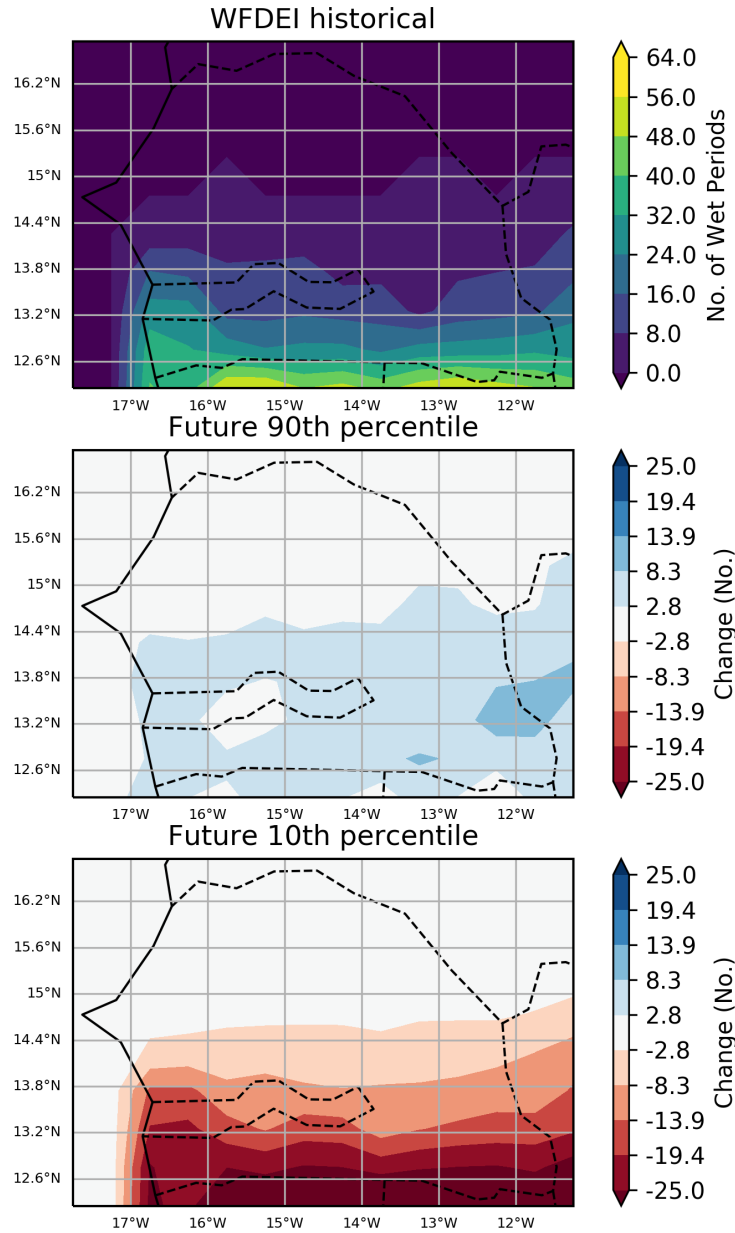 WFDEI historical
16.2°N
15.6°N
15°N
14.4°N
13.8°N
13.2°N
12.6°N
17°W 16°W 15°W 14°W 13°W 12°W
64.0
56.0
48.0
40.0
32.0
24.0
16.0
8.0
0.0
No. of Wet Periods
Future 90th percentile
16.2°N
15.6°N
15°N
14.4°N
13.8°N
13.2°N
12.6°N
17°W 16°W 15°W 14°W 13°W 12°W
25.0
19.4
13.9
8.3
2.8
-2.8
-8.3
-13.9
-19.4
-25.0
Change (No.)
Future 10th percentile
16.2°N
15.6°N
15°N
14.4°N
13.8°N
13.2°N
12.6°N
17°W 16°W 15°W 14°W 13°W 12°W
25.0
19.4
13.9
8.3
2.8
-2.8
-8.3
-13.9
-19.4
-25.0
Change (No.)